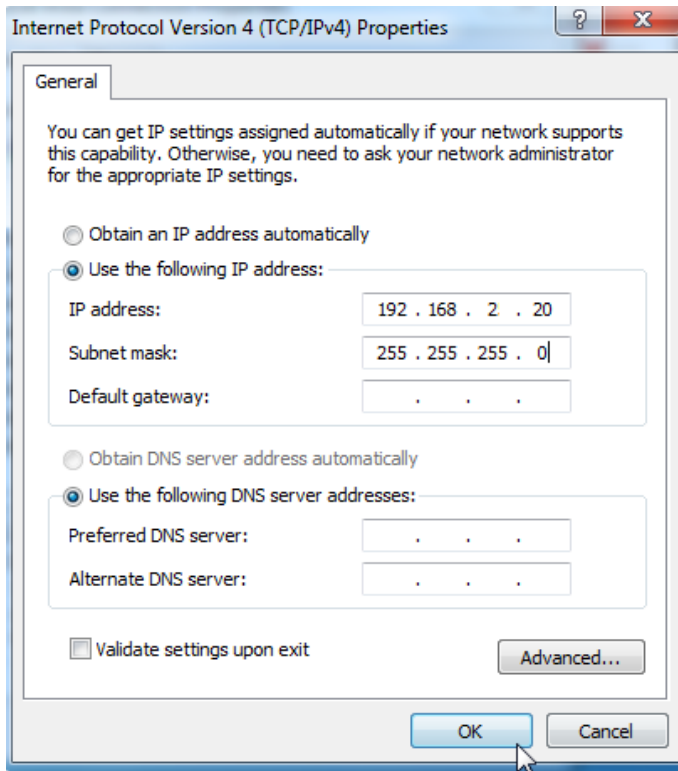 Internet Protocol Version 4 (TCP/IPv4) Properties
General
You can get IP settings assigned automatically if your network supports
this capability. Otherwise, you need to ask your network administrator
for the appropriate IP settings.
Obtain an IP address automatically
Use the following IP address:
IP address: 192 . 168 . 2 . 20
Subnet mask: 255 . 255 . 255 . 0
Default gateway: . . .
Obtain DNS server address automatically
Use the following DNS server addresses:
Preferred DNS server: . . .
Alternate DNS server: . . .
Validate settings upon exit
Advanced...
OK Cancel